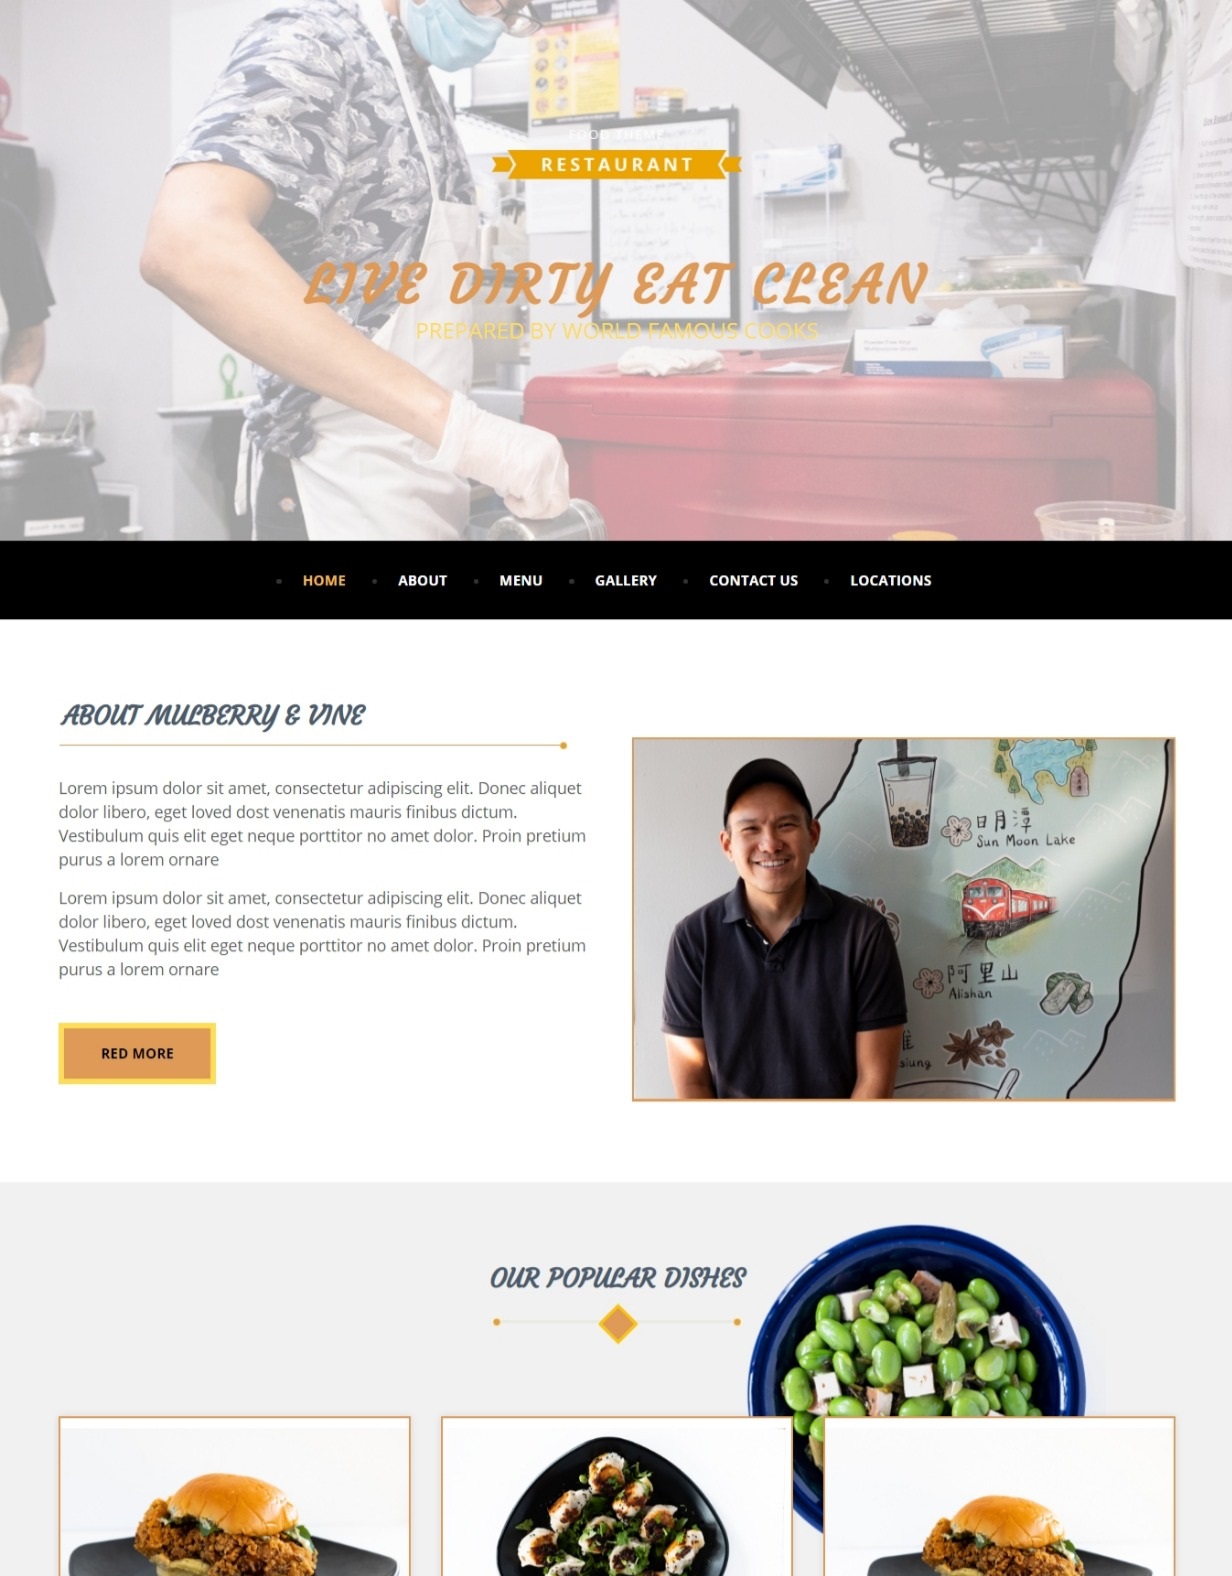 FOOD THEME
RESTAURANT
LIVE DIRTY EAT CLEAN
PREPARED BY WORLD FAMOUS COOKS
HOME ABOUT MENU GALLERY CONTACT US LOCATIONS
ABOUT MULBERRY & VINE
Lorem ipsum dolor sit amet, consectetur adipiscing elit. Donec aliquet
dolor libero, eget loved dost venenatis mauris finibus dictum.
Vestibulum quis elit eget neque porttitor no amet dolor. Proin pretium
purus a lorem ornare
Lorem ipsum dolor sit amet, consectetur adipiscing elit. Donec aliquet
dolor libero, eget loved dost venenatis mauris finibus dictum.
Vestibulum quis elit eget neque porttitor no amet dolor. Proin pretium
purus a lorem ornare
RED MORE
日月潭
Sun Moon Lake
阿里山
Alishan
OUR POPULAR DISHES